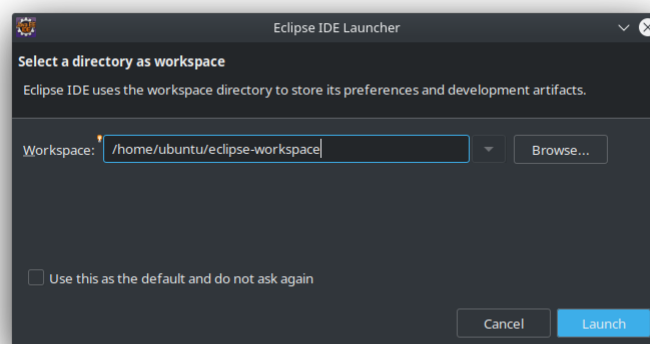 Eclipse IDE Launcher
Select a directory as workspace
Eclipse IDE uses the workspace directory to store its preferences and development artifacts.
Workspace: /home/ubuntu/eclipse-workspace Browse...
Use this as the default and do not ask again
Cancel Launch